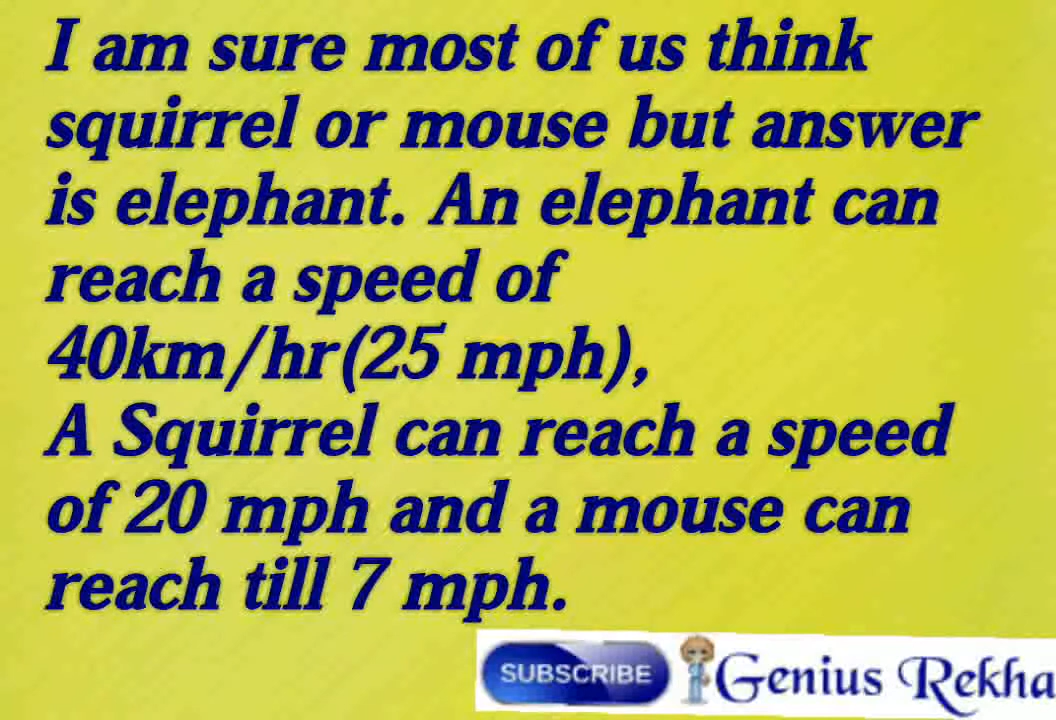 I am sure most of us think
squirrel or mouse but answer
is elephant. An elephant can
reach a speed of
40km/hr(25 mph),
A Squirrel can reach a speed
of 20 mph and a mouse can
reach till 7 mph.
SUBSCRIBE Genius Rekha